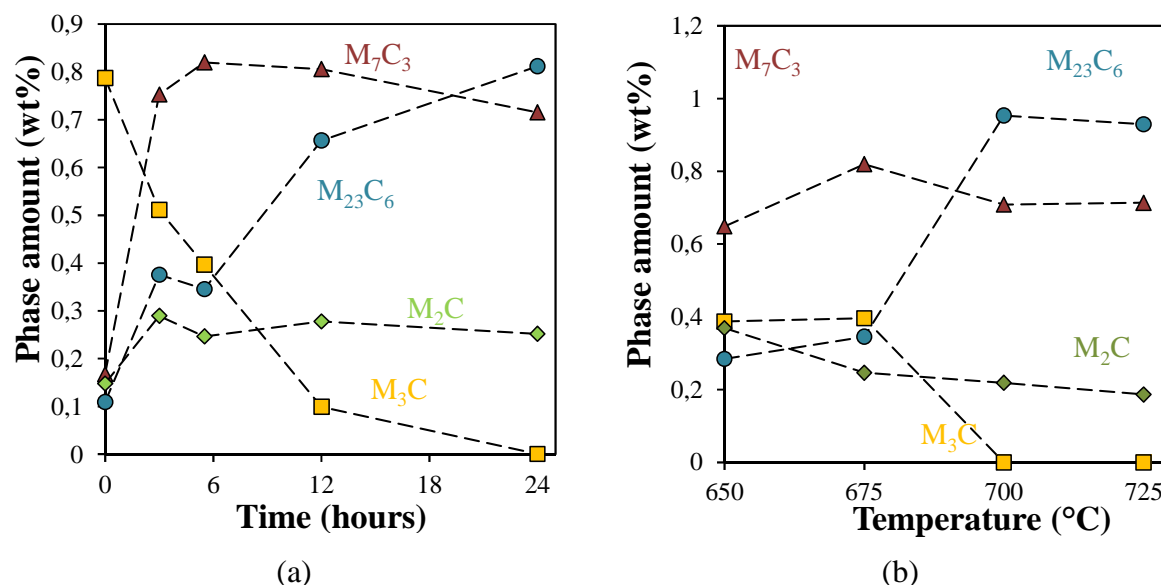 Phase amount (wt%)
0,9
0,8
0,7
0,6
0,5
0,4
0,3
0,2
0,1
0
M₇C₃
M₂₃C₆
M₂C
M₃C
0
6
12
18
24
Time (hours)
(a)
Phase amount (wt%)
1,2
1
0,8
0,6
0,4
0,2
0
M₇C₃
M₂₃C₆
M₂C
M₃C
650
675
700
725
Temperature (°C)
(b)